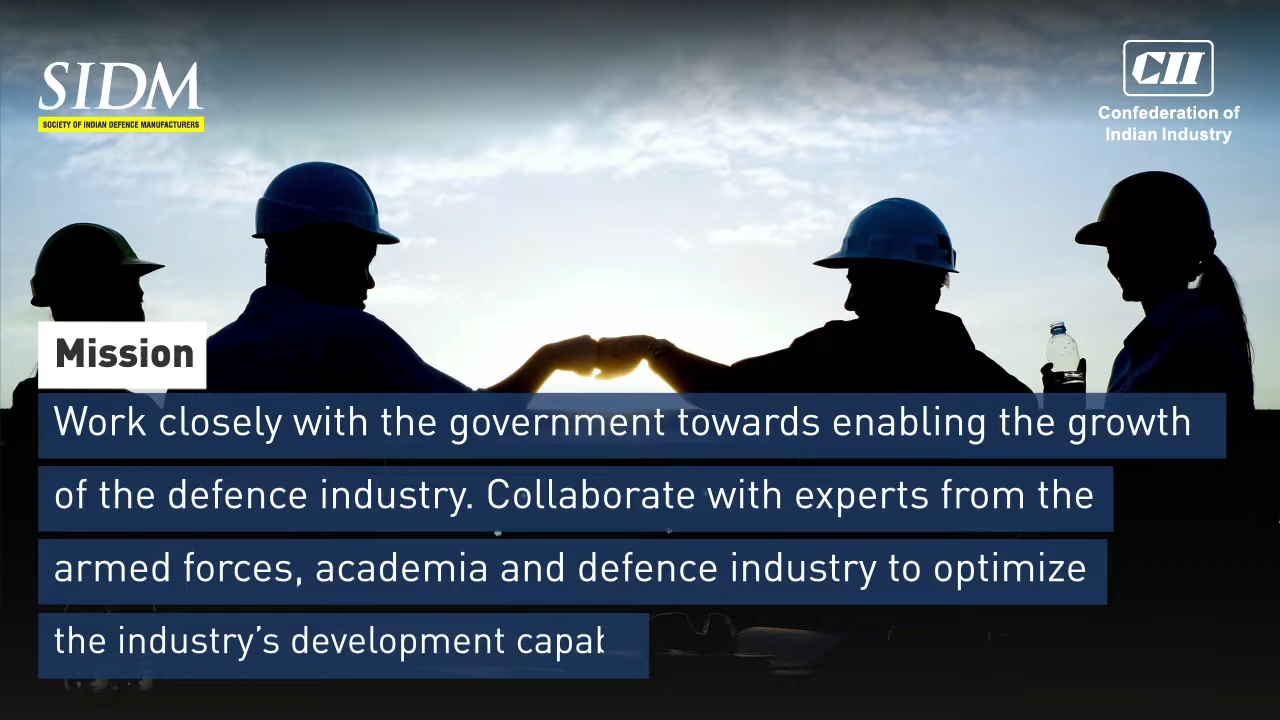 SIDM
SOCIETY OF INDIAN DEFENCE MANUFACTURERS
CII
Confederation of
Indian Industry
Mission
Work closely with the government towards enabling the growth
of the defence industry. Collaborate with experts from the
armed forces, academia and defence industry to optimize
the industry’s development